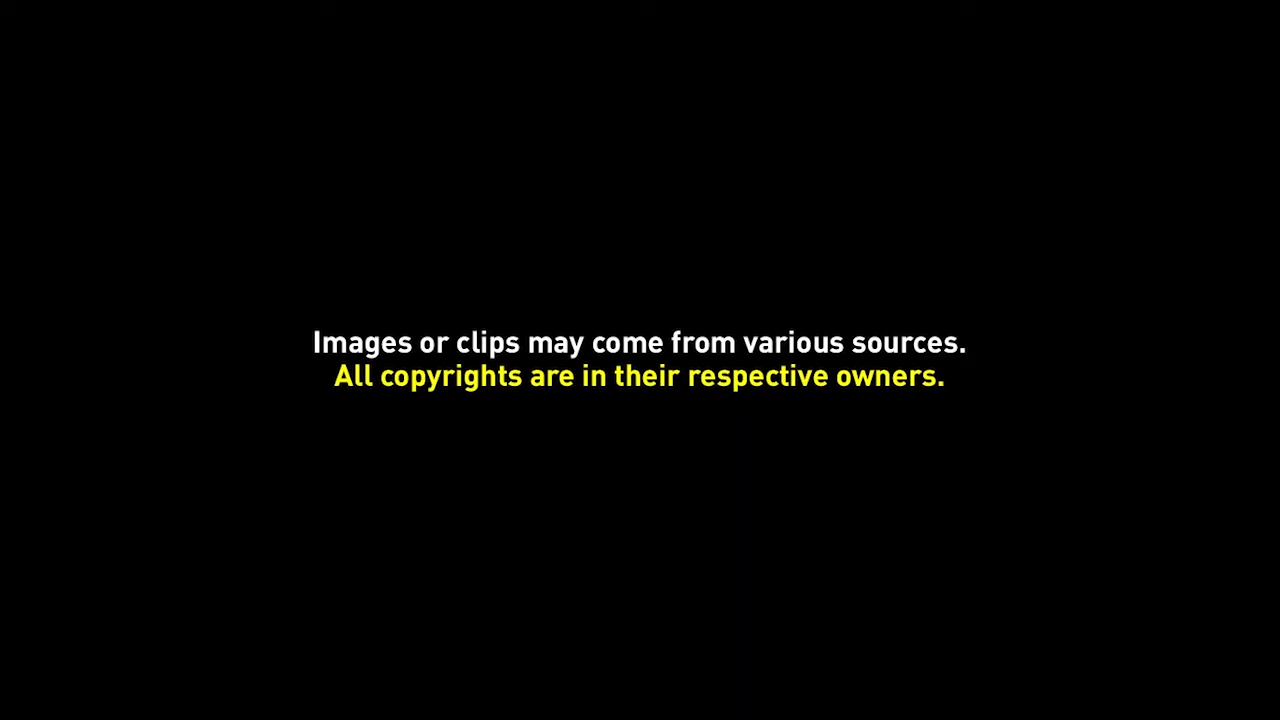 Images or clips may come from various sources.
All copyrights are in their respective owners.